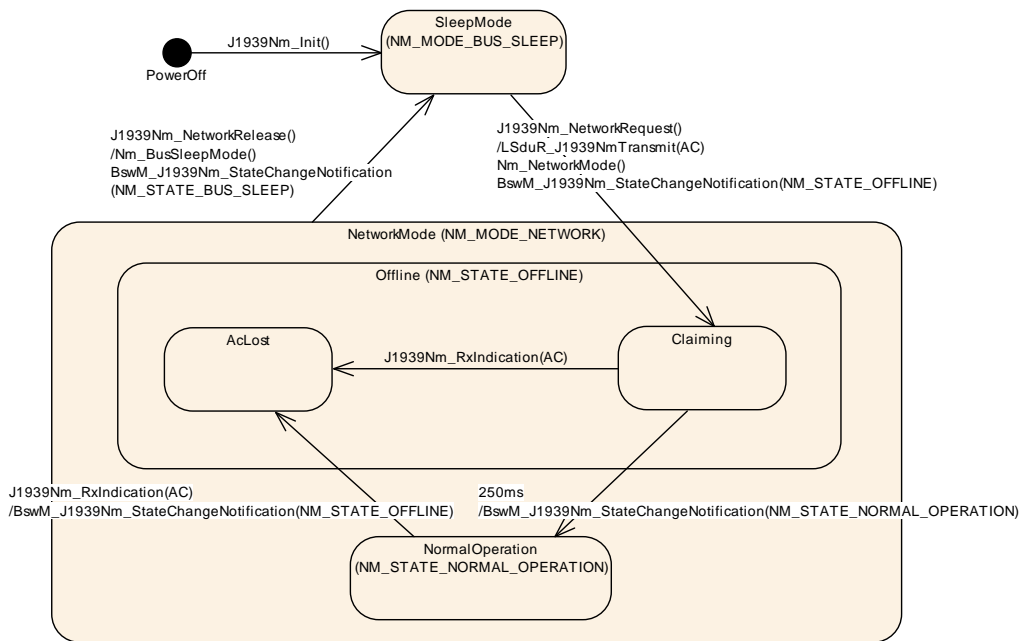 SleepMode
(NM_MODE_BUS_SLEEP)
J1939Nm_Init()
PowerOff
J1939Nm_NetworkRelease()
/Nm_BusSleepMode()
BswM_J1939Nm_StateChangeNotification
(NM_STATE_BUS_SLEEP)
J1939Nm_NetworkRequest()
/LSduR_J1939NmTransmit(AC)
Nm_NetworkMode()
BswM_J1939Nm_StateChangeNotification(NM_STATE_OFFLINE)
NetworkMode (NM_MODE_NETWORK)
Offline (NM_STATE_OFFLINE)
AcLost
Claiming
J1939Nm_RxIndication(AC)
J1939Nm_RxIndication(AC)
/BswM_J1939Nm_StateChangeNotification(NM_STATE_OFFLINE)
250ms
/BswM_J1939Nm_StateChangeNotification(NM_STATE_NORMAL_OPERATION)
NormalOperation
(NM_STATE_NORMAL_OPERATION)